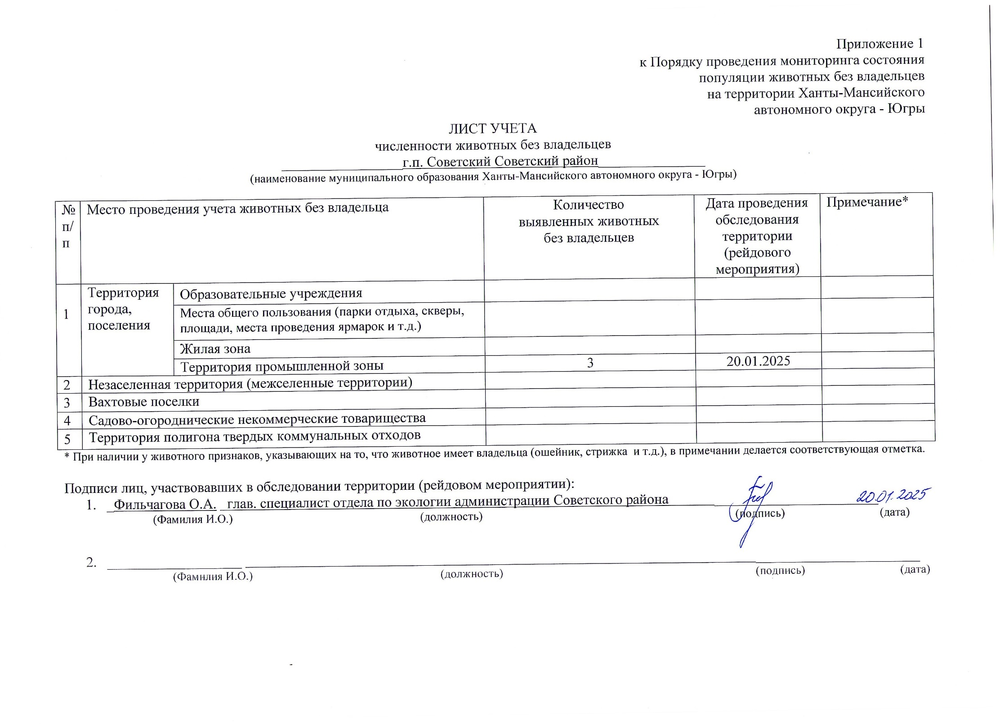 Приложение 1
к Порядку проведения мониторинга состояния
популяции животных без владельцев
на территории Ханты-Мансийского
автономного округа - Югры
ЛИСТ УЧЕТА
численности животных без владельцев
г.п. Советский Советский район
(наименование муниципального образования Ханты-Мансийского автономного округа - Югры)
№ п/п Место проведения учета животных без владельца Количество выявленных животных без владельцев Дата проведения обследования территории (рейдового мероприятия) Примечание*
1 Территория города, поселения Образовательные учреждения
Места общего пользования (парки отдыха, скверы,
площади, места проведения ярмарок и т.д.)
Жилая зона
Территория промышленной зоны 3 20.01.2025
2 Незаселенная территория (межселенные территории)
3 Вахтовые поселки
4 Садово-огороднические некоммерческие товарищества
5 Территория полигона твердых коммунальных отходов
* При наличии у животного признаков, указывающих на то, что животное имеет владельца (ошейник, стрижка и т.д.), в примечании делается соответствующая отметка.
Подписи лиц, участвовавших в обследовании территории (рейдовом мероприятии):
1. Фильчагова О.А. глав. специалист отдела по экологии администрации Советского района 20.01.2025
(Фамилия И.О.) (должность) (подпись) (дата)
2.
(Фамилия И.О.) (должность) (подпись) (дата)